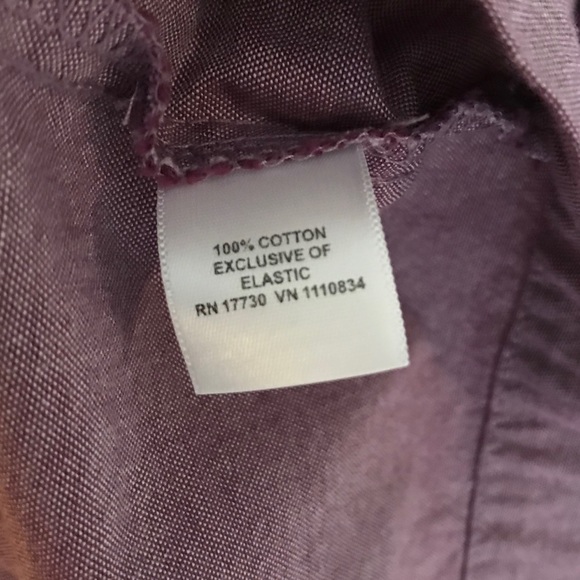 100% COTTON
EXCLUSIVE OF
ELASTIC
RN 17730 VN 1110834